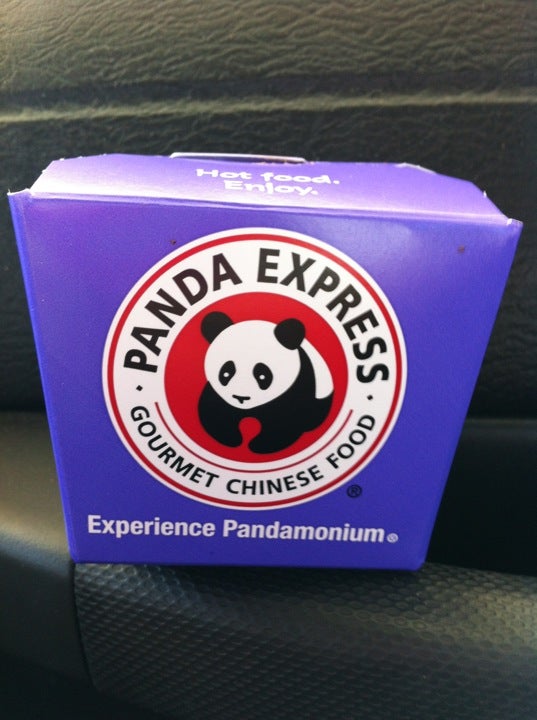 Hot food.
Enjoy.
PANDA EXPRESS
GOURMET CHINESE FOOD
®
Experience Pandamonium®